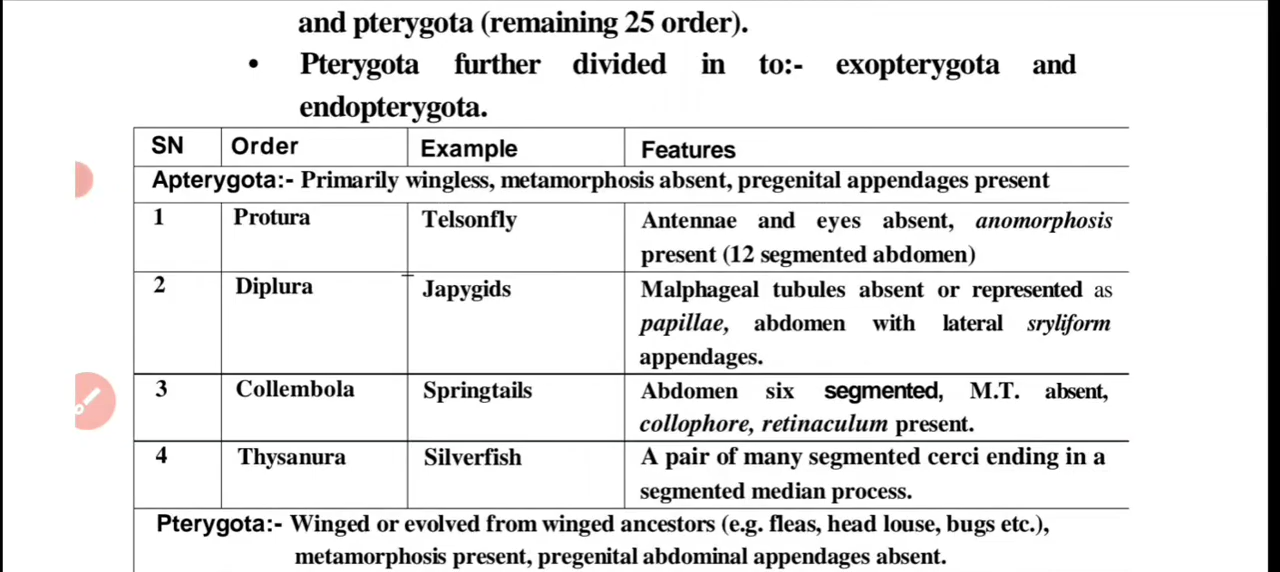 and pterygota (remaining 25 order).
• Pterygota further divided in to:- exopterygota and
endopterygota.
SN Order Example Features
Apterygota:- Primarily wingless, metamorphosis absent, pregenital appendages present
1 Protura Telsonfly Antennae and eyes absent, anomorphosis
present (12 segmented abdomen)
2 Diplura Japygids Malphageal tubules absent or represented as
papillae, abdomen with lateral sryliform
appendages.
3 Collembola Springtails Abdomen six segmented, M.T. absent,
collophore, retinaculum present.
4 Thysanura Silverfish A pair of many segmented cerci ending in a
segmented median process.
Pterygota:- Winged or evolved from winged ancestors (e.g. fleas, head louse, bugs etc.),
metamorphosis present, pregenital abdominal appendages absent.